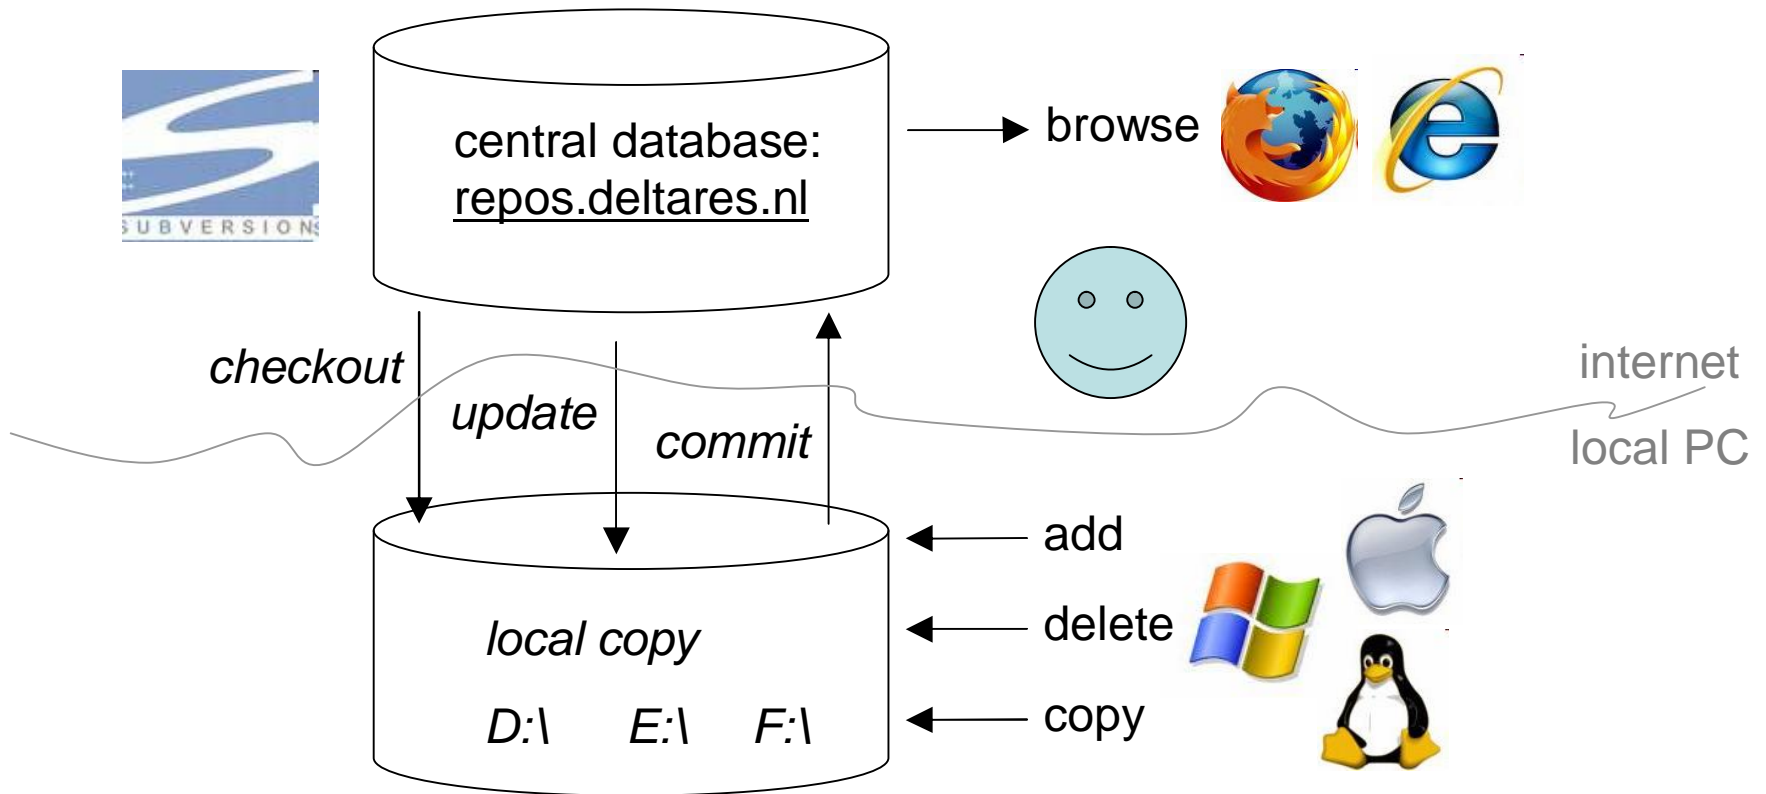 central database:
repos.deltares.nl
browse
SUBVERSION
checkout
update
commit
internet
local PC
add
delete
copy
local copy
D:\ E:\ F:\